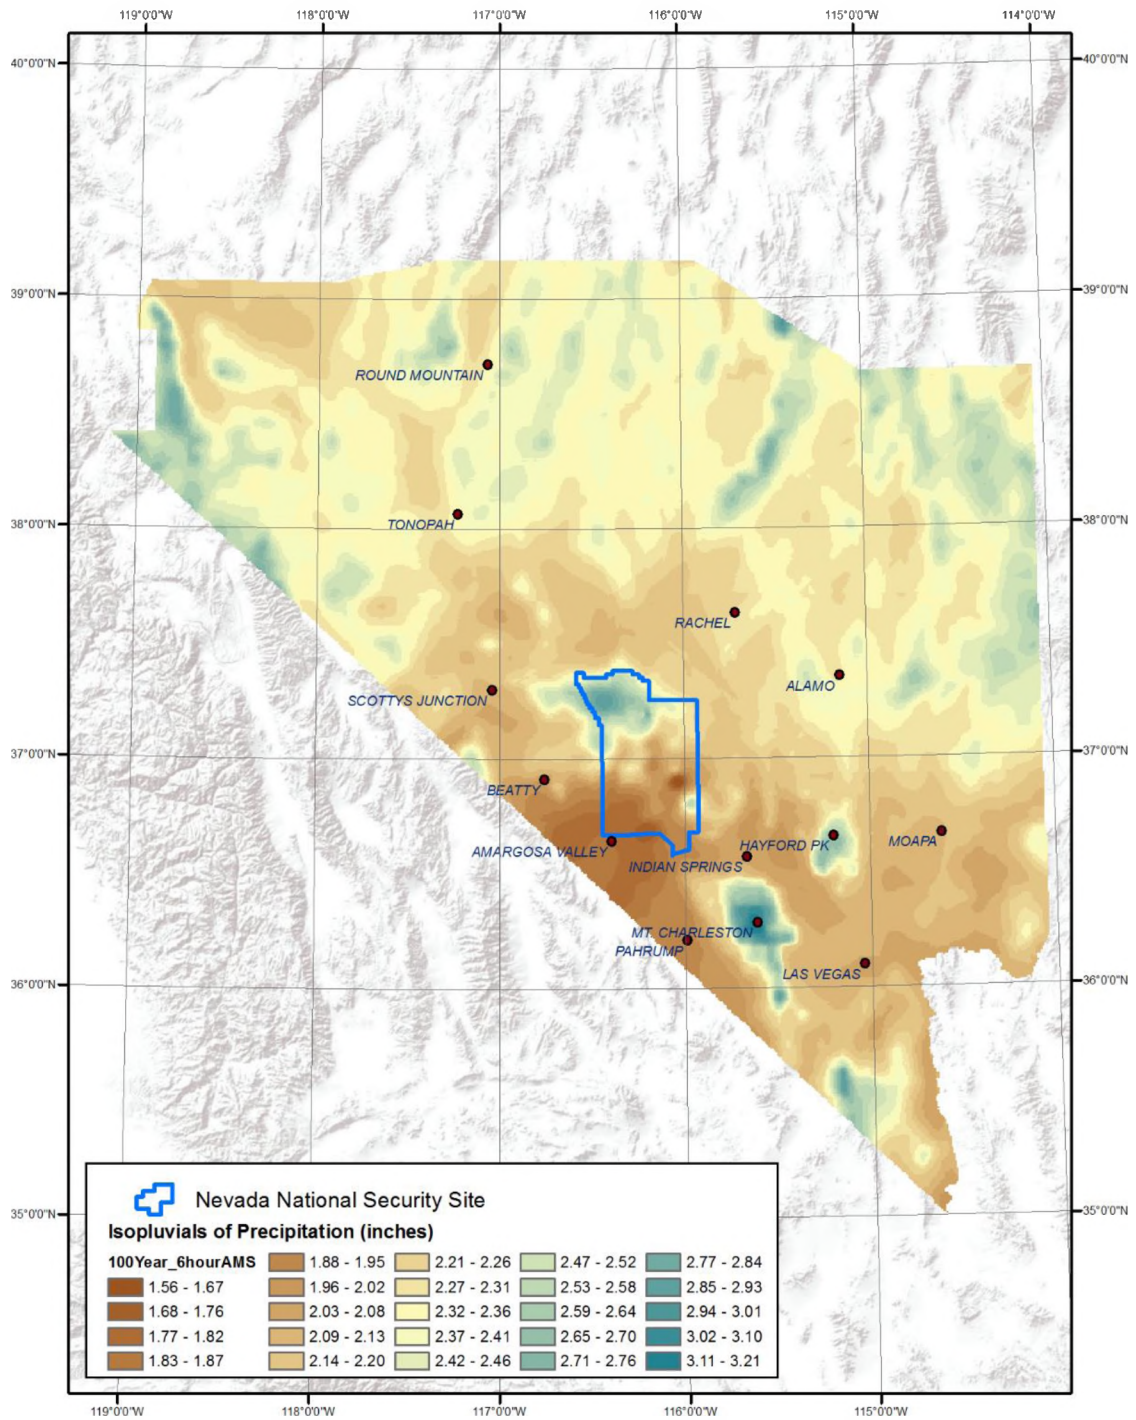 119°0'0"W 118°0'0"W 117°0'0"W 116°0'0"W 115°0'0"W 114°0'0"W
40°0'0"N 40°0'0"N
39°0'0"N 39°0'0"N
ROUND MOUNTAIN
TONOPAH
38°0'0"N 38°0'0"N
RACHEL
ALAMO
SCOTTYS JUNCTION
37°0'0"N 37°0'0"N
BEATTY
HAYFORD PK
MOAPA
AMARGOSA VALLEY
INDIAN SPRINGS
MT. CHARLESTON
PAHRUMP
LAS VEGAS
36°0'0"N 36°0'0"N
35°0'0"N 35°0'0"N
Nevada National Security Site
Isopluvials of Precipitation (inches)
100Year_6hourAMS 1.88 - 1.95 2.21 - 2.26 2.47 - 2.52 2.77 - 2.84
1.56 - 1.67 1.96 - 2.02 2.27 - 2.31 2.53 - 2.58 2.85 - 2.93
1.68 - 1.76 2.03 - 2.08 2.32 - 2.36 2.59 - 2.64 2.94 - 3.01
1.77 - 1.82 2.09 - 2.13 2.37 - 2.41 2.65 - 2.70 3.02 - 3.10
1.83 - 1.87 2.14 - 2.20 2.42 - 2.46 2.71 - 2.76 3.11 - 3.21
119°0'0"W 118°0'0"W 117°0'0"W 116°0'0"W 115°0'0"W